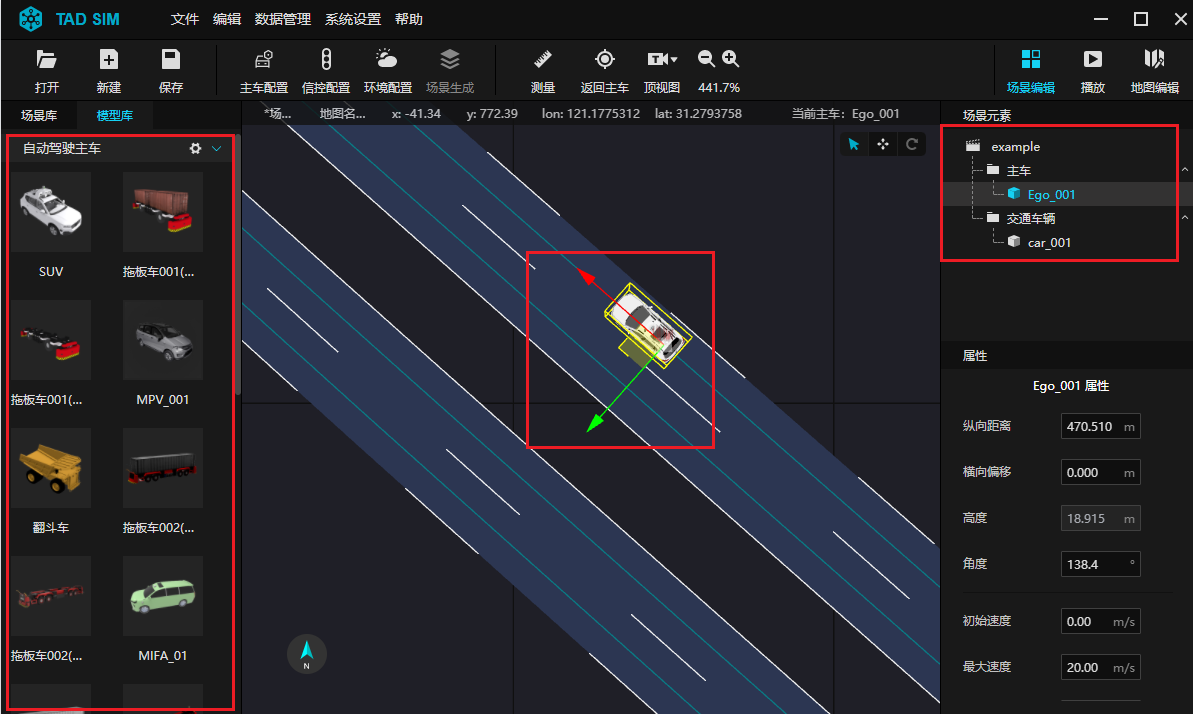 TAD SIM 文件 编辑 数据管理 系统设置 帮助
打开 新建 保存 主车配置 信控配置 环境配置 场景生成 测量 返回主车 顶视图 441.7% 场景编辑 播放 地图编辑
场景库 模型库 *场... 地图名... x: -41.34 y: 772.39 lon: 121.1775312 lat: 31.2793758 当前主车: Ego_001 场景元素
自动驾驶主车
SUV 拖板车001(...
拖板车001(... MPV_001
翻斗车 拖板车002(...
拖板车002(... MIFA_01
N
example
主车
Ego_001
交通车辆
car_001
属性
Ego_001 属性
纵向距离 470.510 m
横向偏移 0.000 m
高度 18.915 m
角度 138.4 °
初始速度 0.00 m/s
最大速度 20.00 m/s